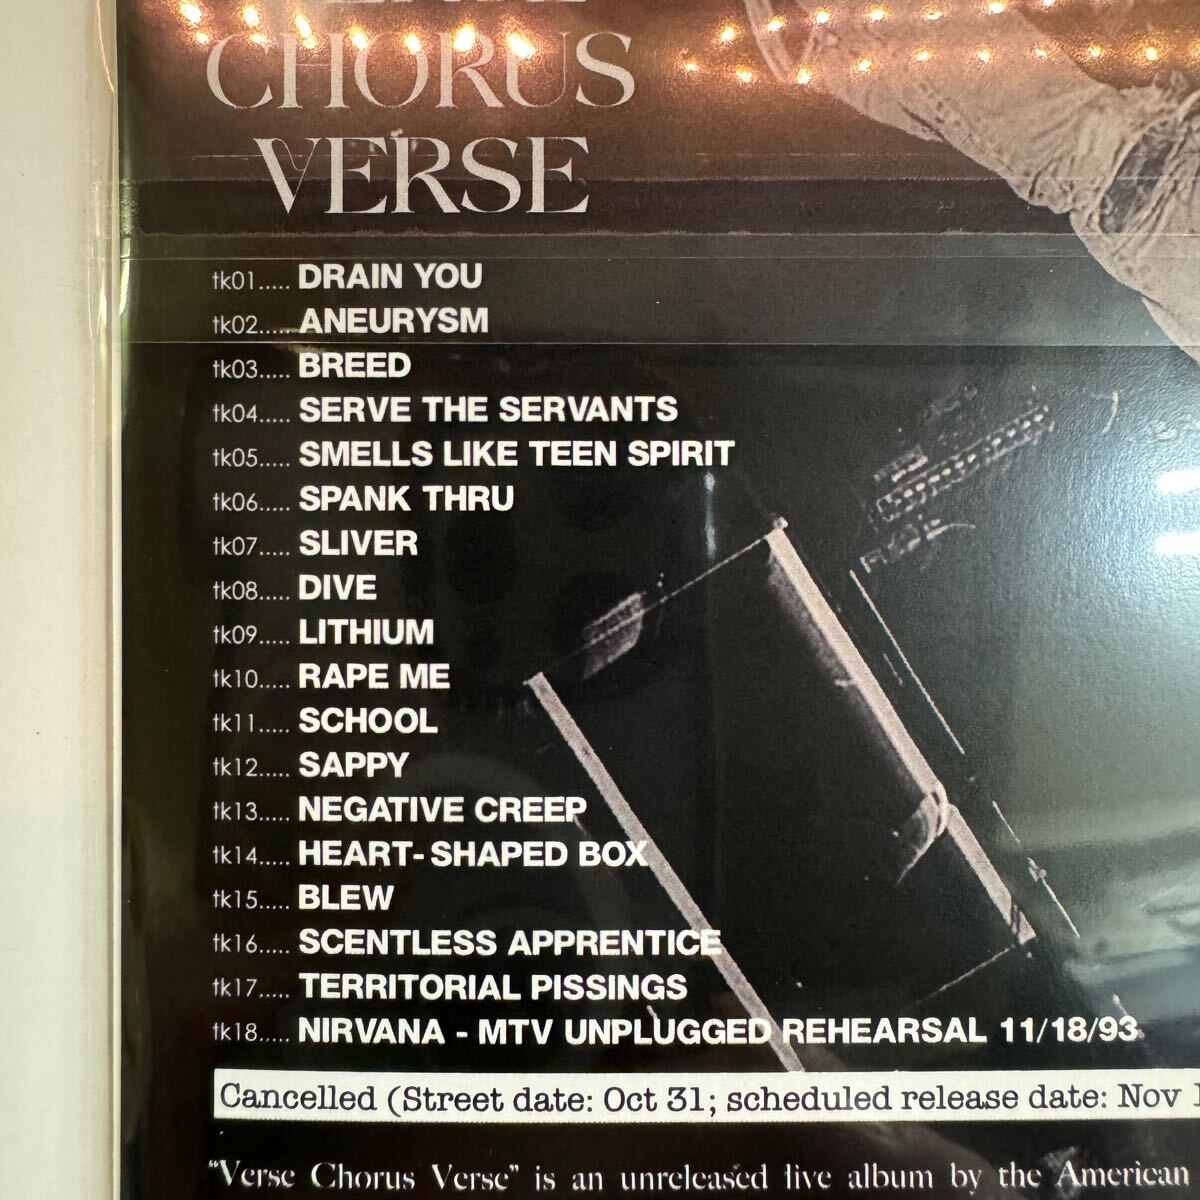 CHORUS
VERSE
tk01..... DRAIN YOU
tk02..... ANEURYSM
tk03..... BREED
tk04..... SERVE THE SERVANTS
tk05..... SMELLS LIKE TEEN SPIRIT
tk06..... SPANK THRU
tk07..... SLIVER
tk08..... DIVE
tk09..... LITHIUM
tk10..... RAPE ME
tk11..... SCHOOL
tk12..... SAPPY
tk13..... NEGATIVE CREEP
tk14..... HEART-SHAPED BOX
tk15..... BLEW
tk16..... SCENTLESS APPRENTICE
tk17..... TERRITORIAL PISSINGS
tk18..... NIRVANA - MTV UNPLUGGED REHEARSAL 11/18/93
Cancelled (Street date: Oct 31; scheduled release date: Nov
"Verse Chorus Verse" is an unreleased live album by the American